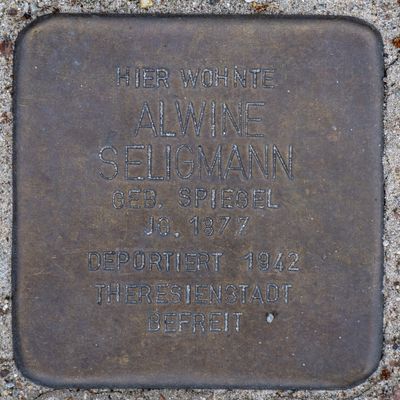 HIER WOHNTE
ALWINE
SELIGMANN
GEB. SPIEGEL
JG. 1877
DEPORTIERT 1942
THERESIENSTADT
BEFREIT